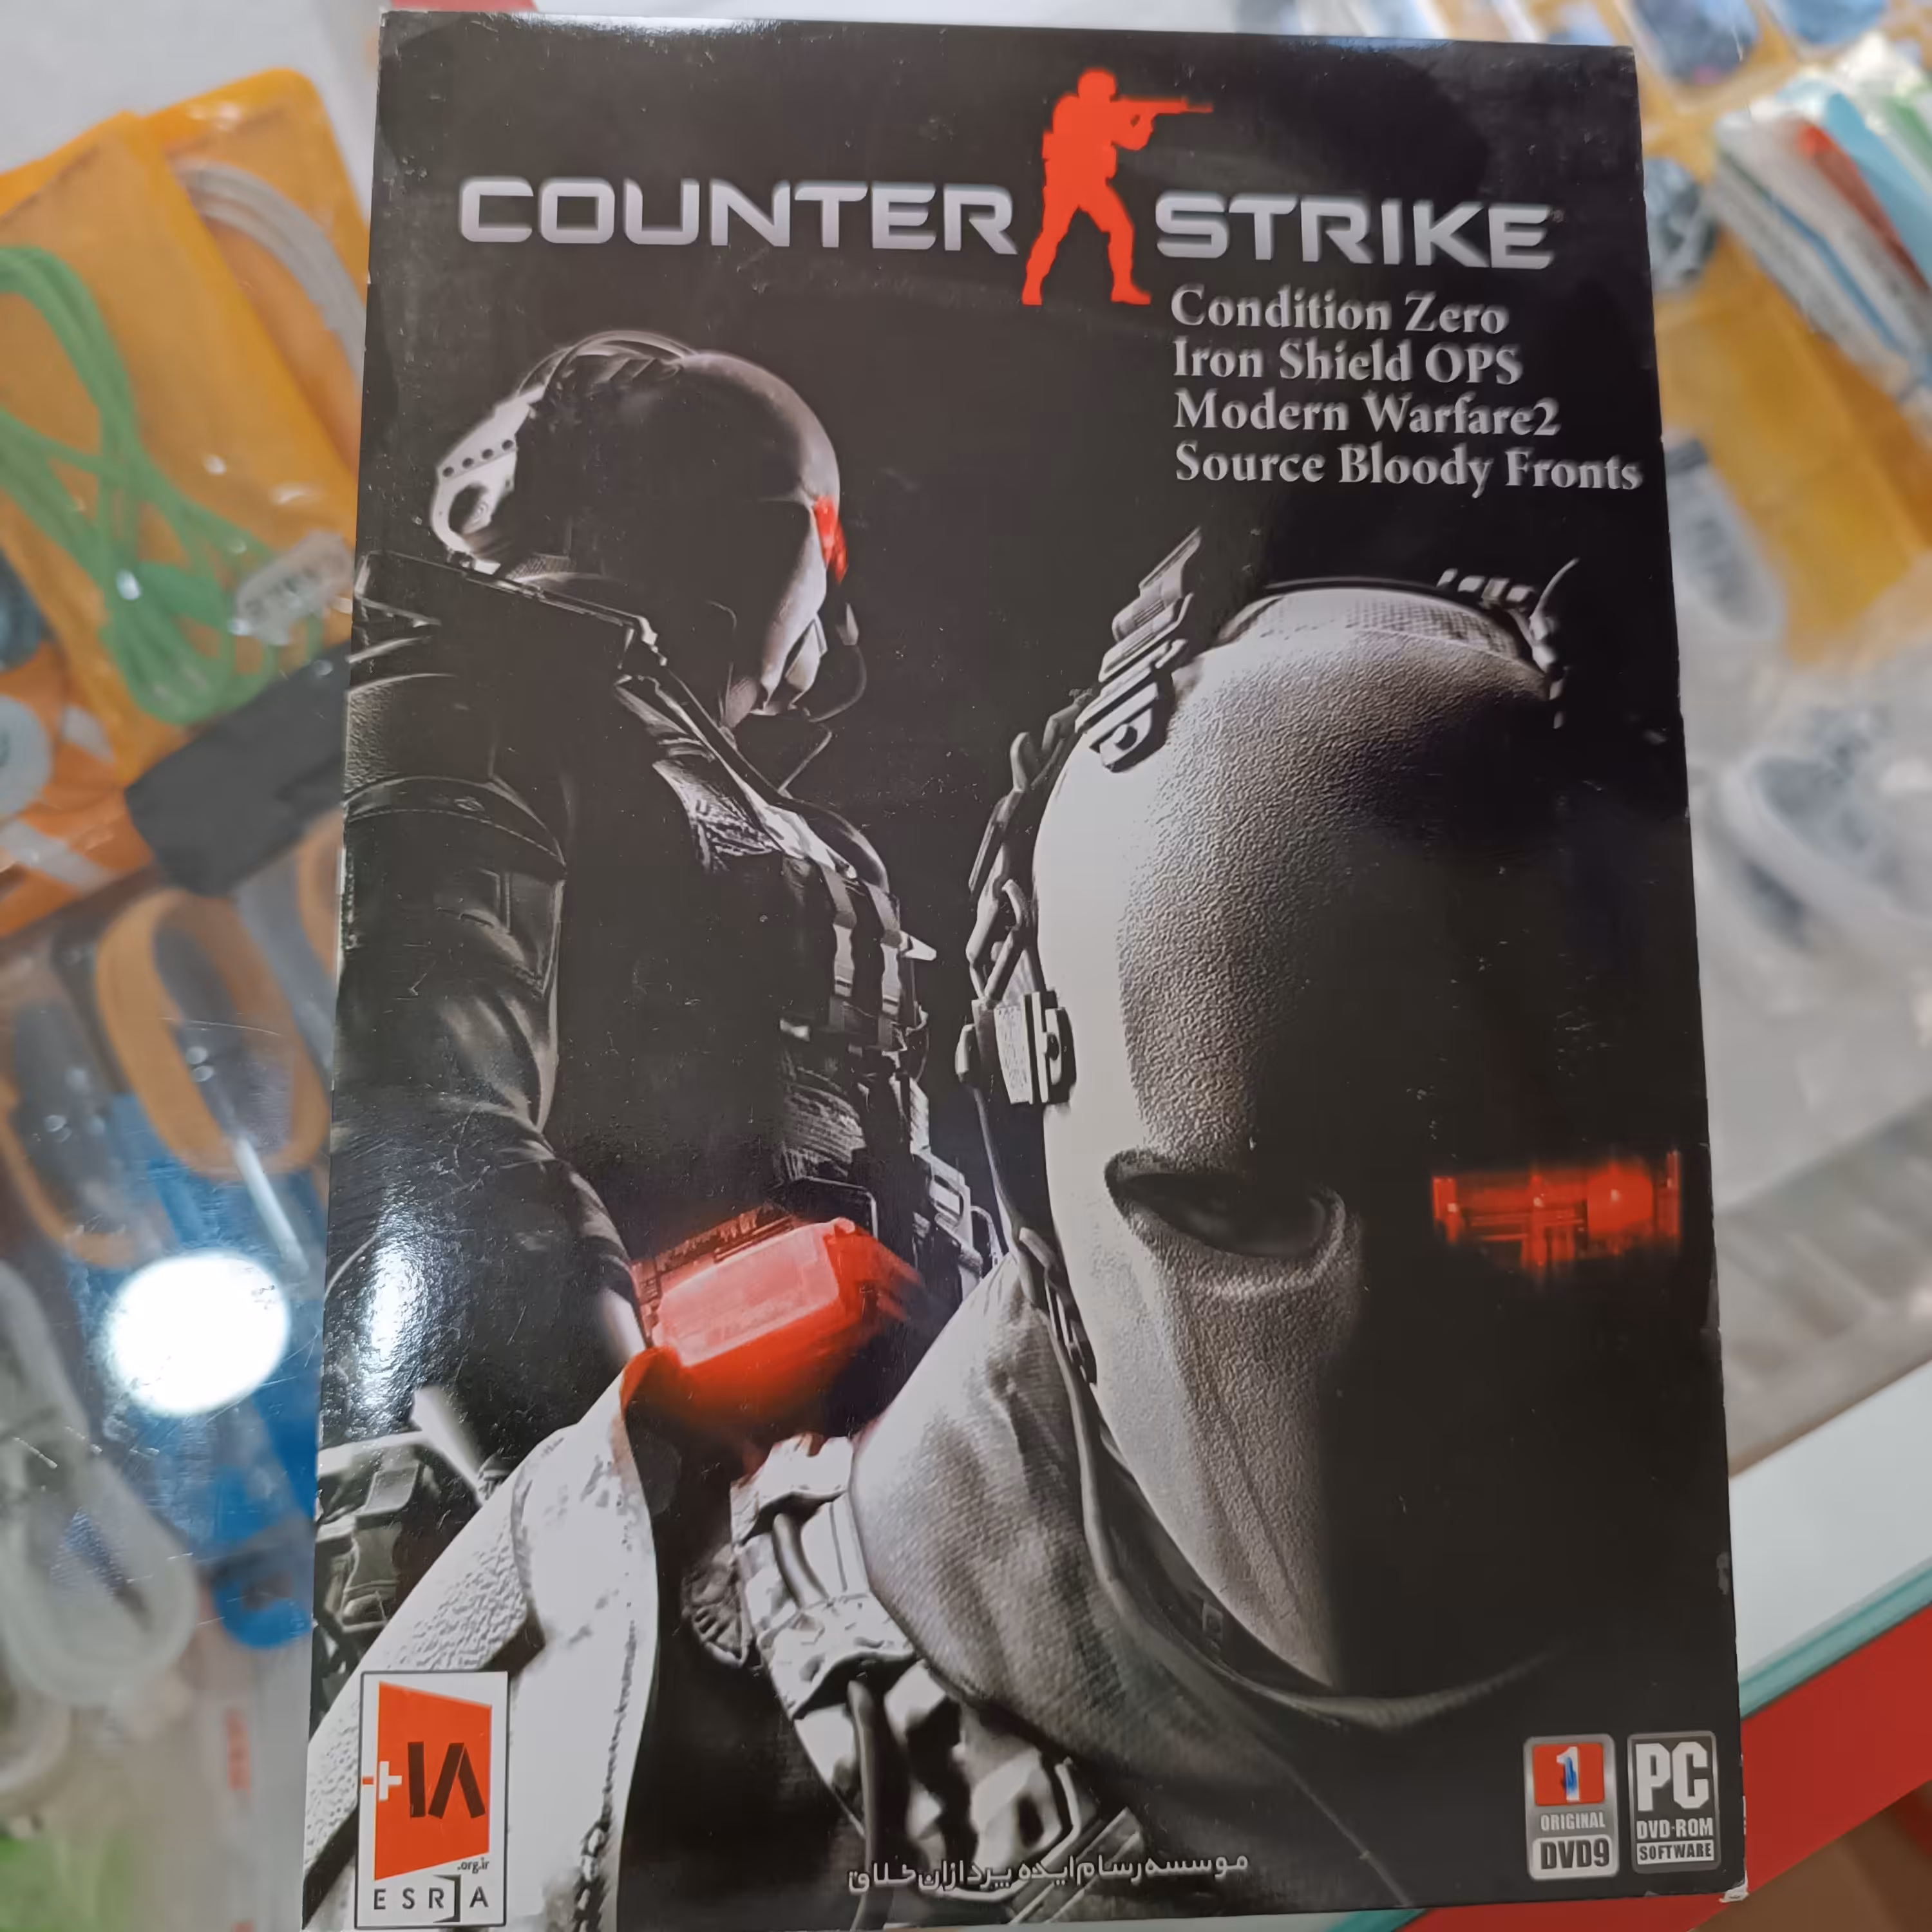 COUNTER STRIKE
Condition Zero
Iron Shield OPS
Modern Warfare2
Source Bloody Fronts
+۱۸
.org.ir
ESRA
موسسه رسام ایده پردازان خلاق
1
ORIGINAL
DVD9
PC
DVD-ROM
SOFTWARE